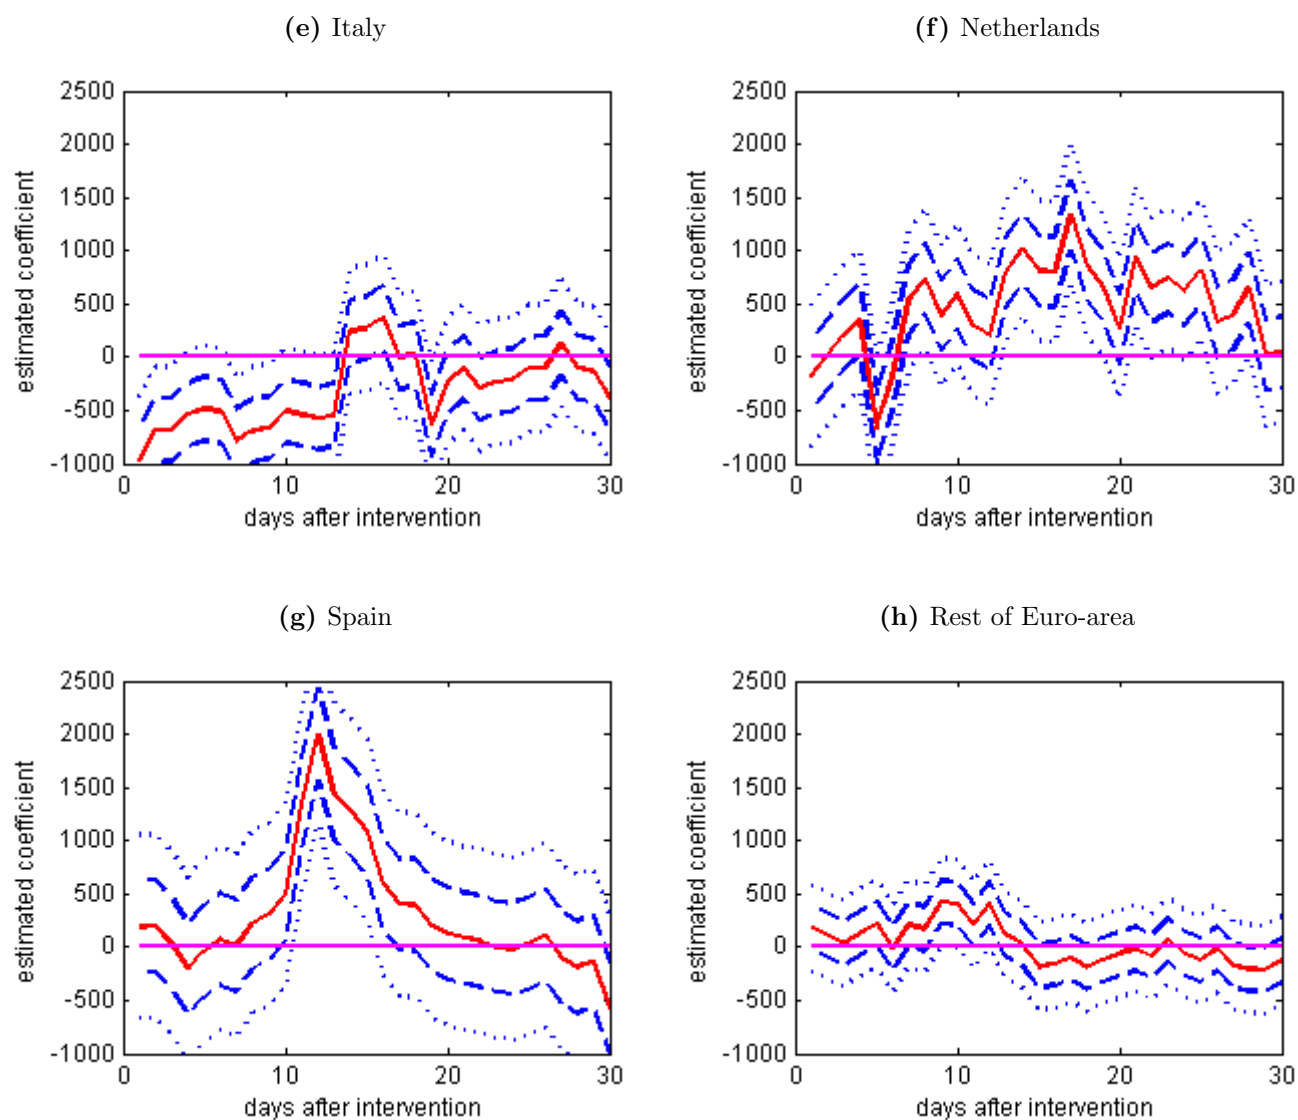 (e) Italy
(f) Netherlands
2500
2000
1500
1000
500
0
-500
-1000
estimated coefficient
0 10 20 30
days after intervention
2500
2000
1500
1000
500
0
-500
-1000
estimated coefficient
0 10 20 30
days after intervention
(g) Spain
(h) Rest of Euro-area
2500
2000
1500
1000
500
0
-500
-1000
estimated coefficient
0 10 20 30
days after intervention
2500
2000
1500
1000
500
0
-500
-1000
estimated coefficient
0 10 20 30
days after intervention